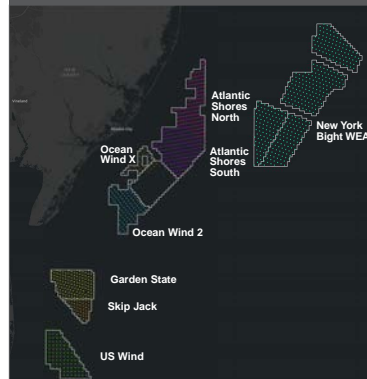 Atlantic
Shores
North
New York
Bight WEA
Ocean
Wind X
Atlantic
Shores
South
Ocean Wind 2
Garden State
Skip Jack
US Wind